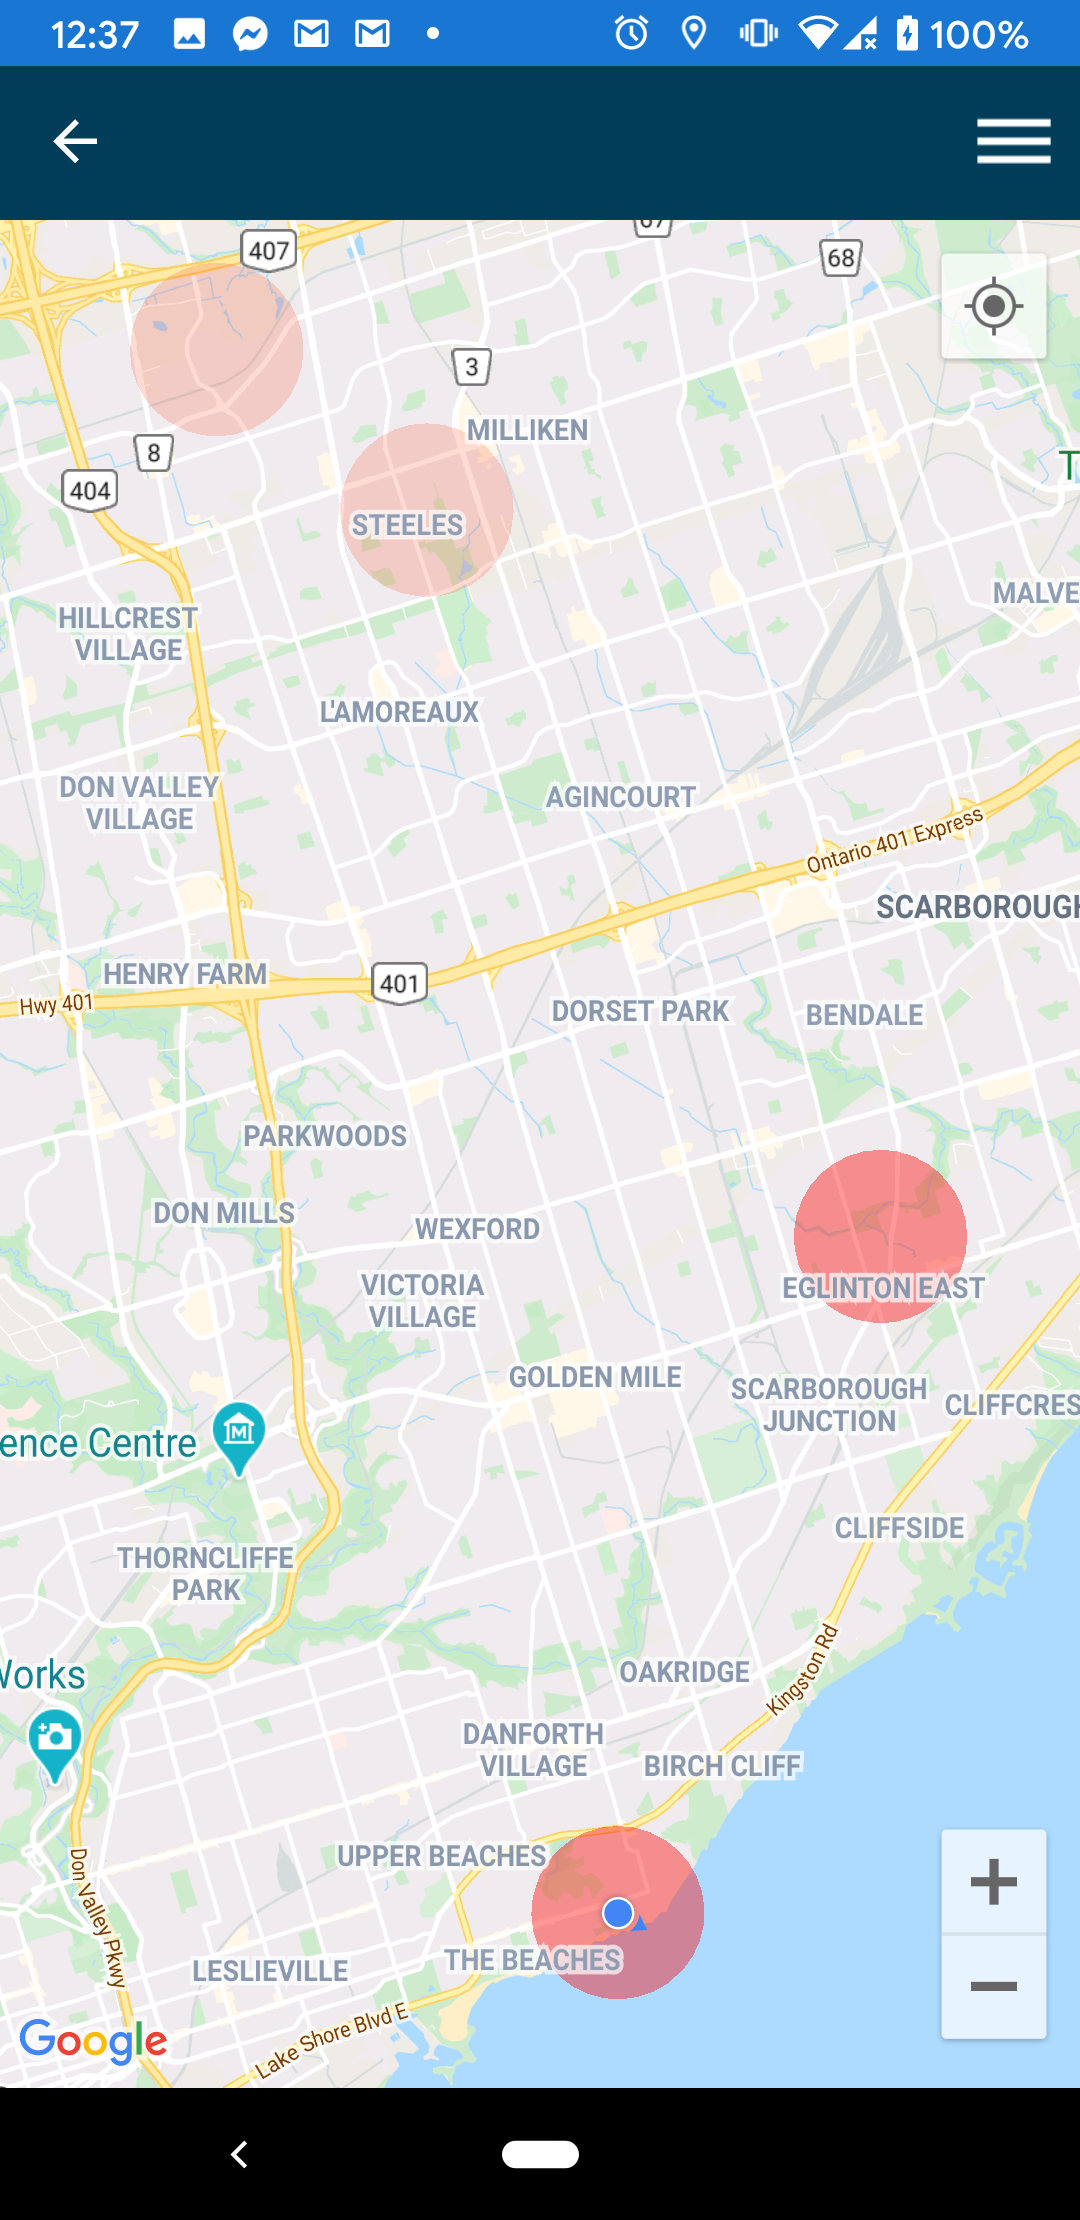 12:37
100%
407
67
68
3
MILLIKEN
8
404
T
STEELES
MALVE
HILLCREST
VILLAGE
L'AMOREAUX
DON VALLEY
VILLAGE
AGINCOURT
Ontario 401 Express
SCARBOROUGH
HENRY FARM
401
Hwy 401
DORSET PARK
BENDALE
PARKWOODS
DON MILLS
WEXFORD
VICTORIA
VILLAGE
EGLINTON EAST
GOLDEN MILE
SCARBOROUGH
JUNCTION
CLIFFCRES
ence Centre
M
CLIFFSIDE
THORNCLIFFE
PARK
Works
OAKRIDGE
Kingston Rd
DANFORTH
VILLAGE
BIRCH CLIFF
UPPER BEACHES
Don Valley Pkwy
THE BEACHES
LESLIEVILLE
Lake Shore Blvd E
Google